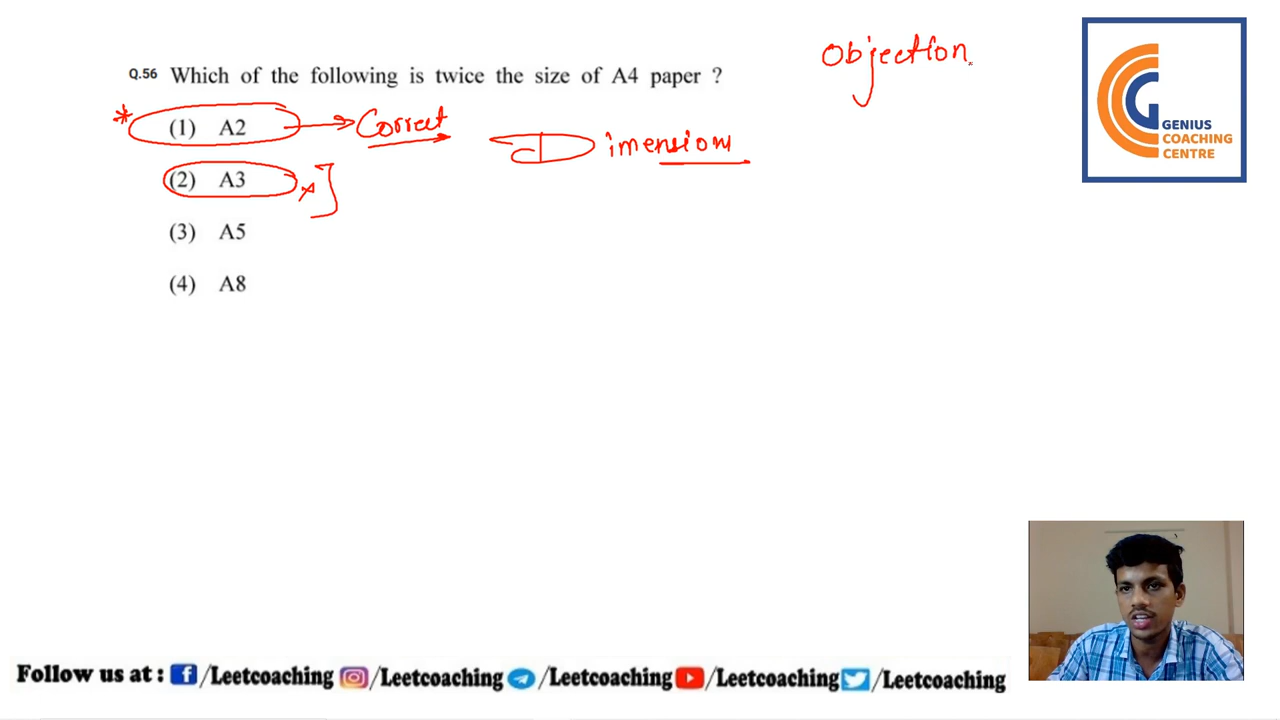 Objection.
Q.56 Which of the following is twice the size of A4 paper ?
* (1) A2 → Correct
Dimensions
(2) A3 ×]
(3) A5
(4) A8
GENIUS
COACHING
CENTRE
Follow us at : f /Leetcoaching /Leetcoaching /Leetcoaching /Leetcoaching /Leetcoaching